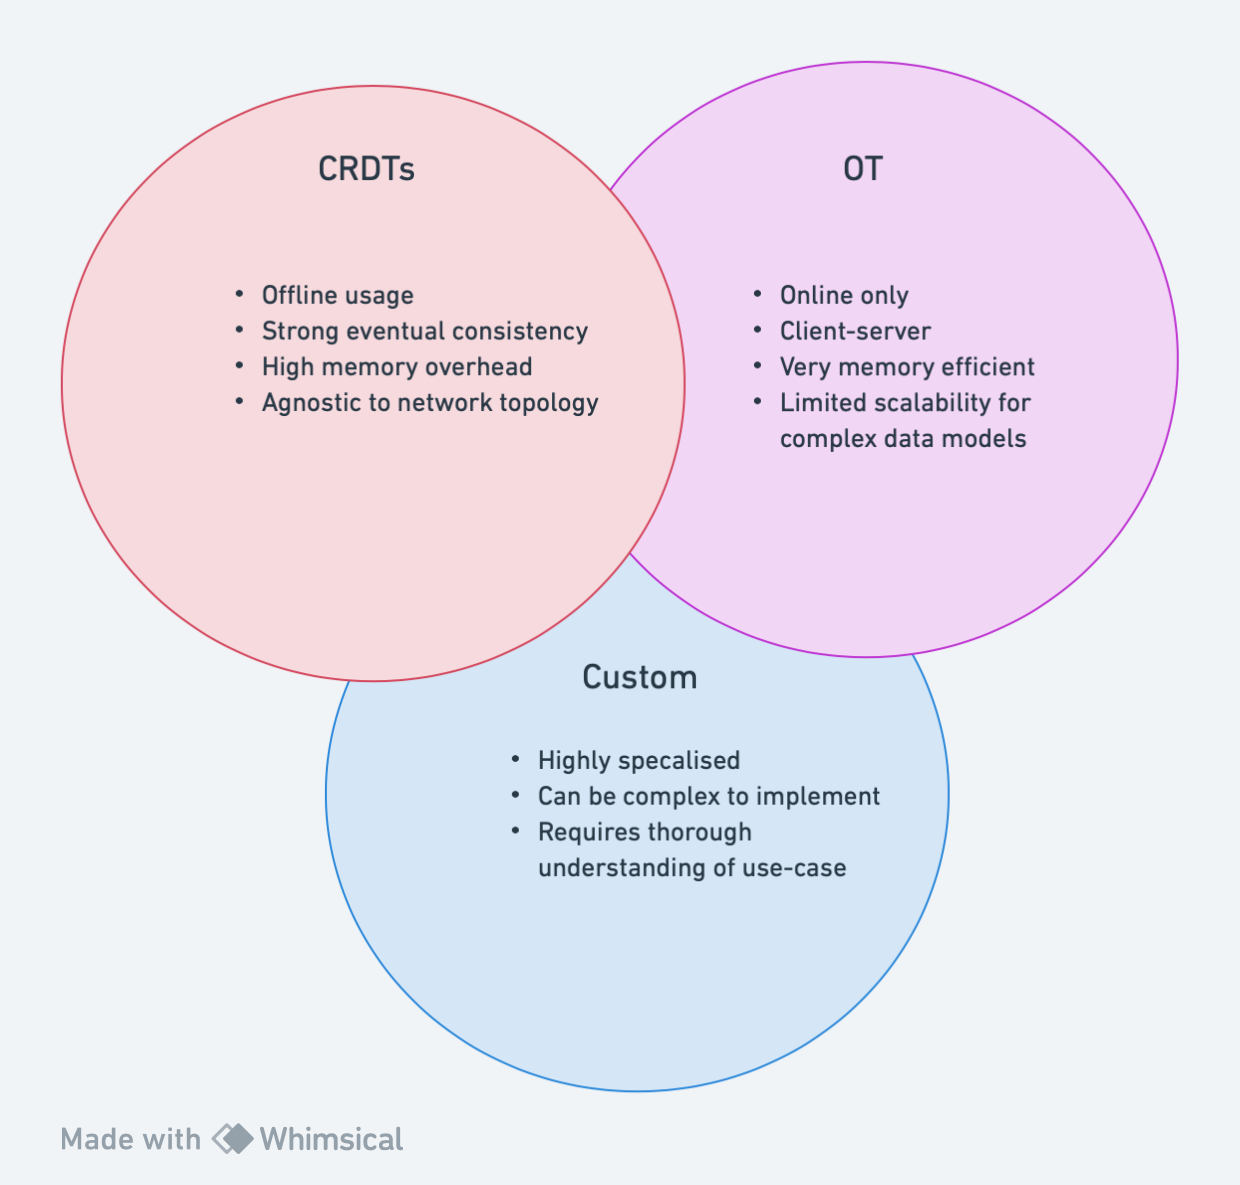 CRDTs
• Offline usage
• Strong eventual consistency
• High memory overhead
• Agnostic to network topology
OT
• Online only
• Client-server
• Very memory efficient
• Limited scalability for
complex data models
Custom
• Highly specalised
• Can be complex to implement
• Requires thorough
understanding of use-case
Made with Whimsical